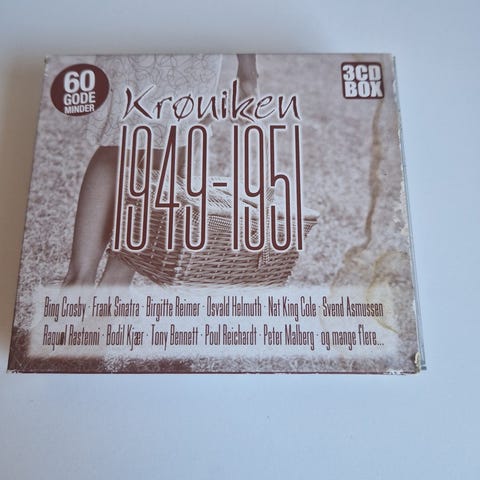 60
GODE
MINDER
3CD
BOX
Krøniken
1949-1951
Bing Crosby · Frank Sinatra · Birgitte Reimer · Osvald Helmuth · Nat King Cole · Svend Asmussen
Raquel Rastenni · Bodil Kjær · Tony Bennett · Poul Reichardt · Peter Malberg · og mange flere...